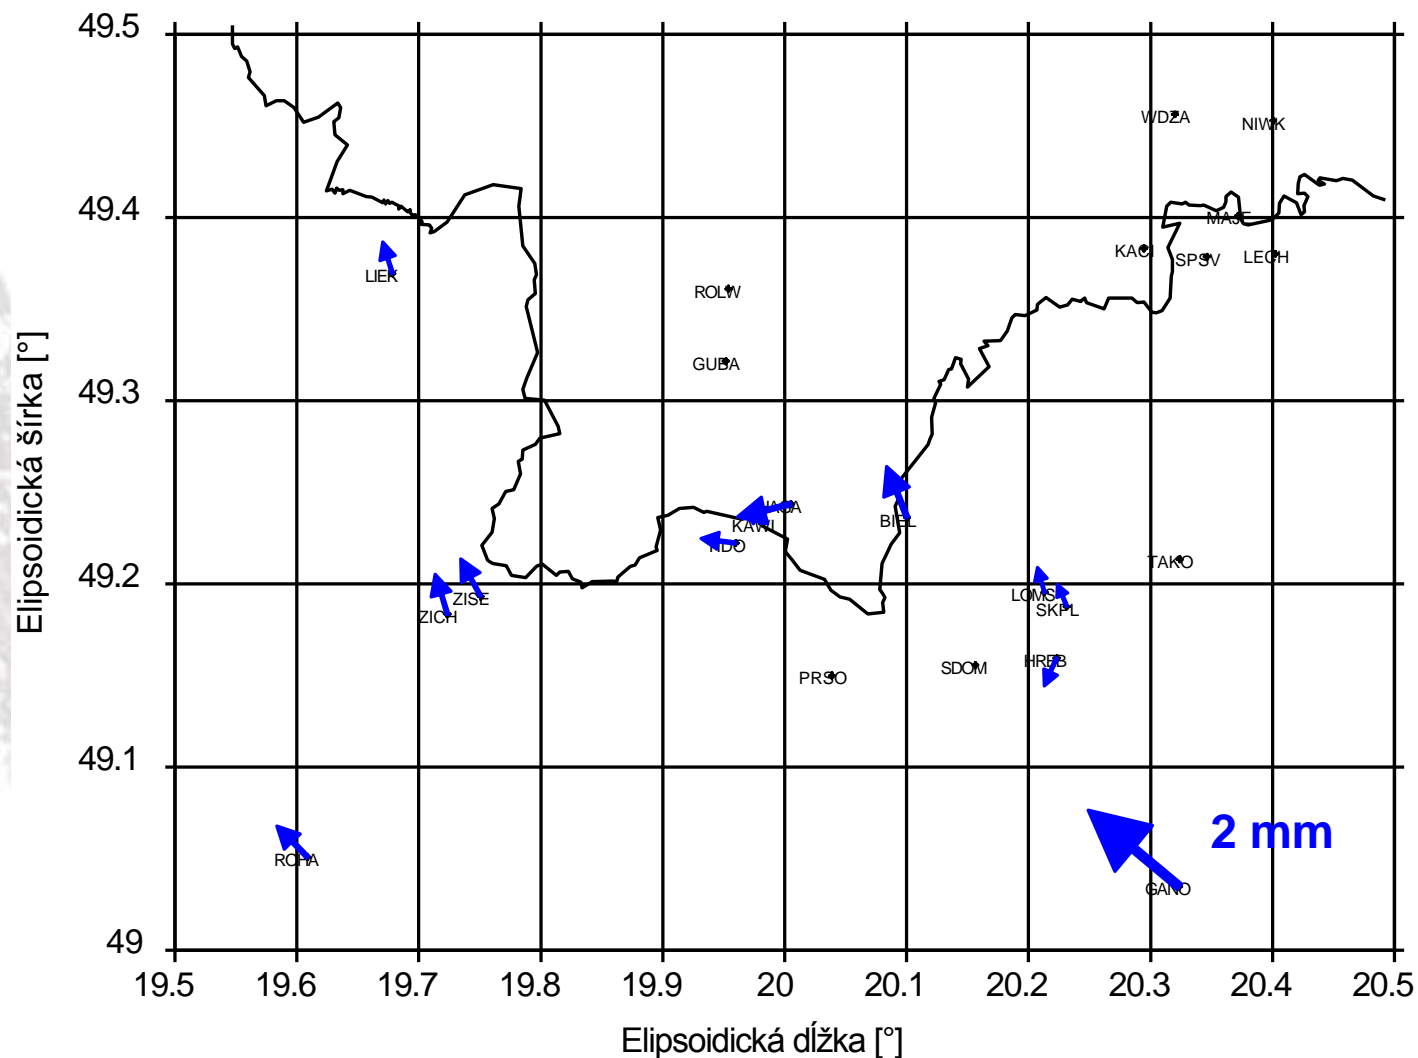 49.5
WDZA
NIWK
49.4
MAJE
KACI
SPSV
LECH
LIEK
ROLW
GUBA
49.3
KAWI
BIEL
TAKO
49.2
ZISE
ZICH
LOMS
SKPL
HREB
SDOM
PRSO
49.1
2 mm
ROHA
GANO
49
19.5 19.6 19.7 19.8 19.9 20 20.1 20.2 20.3 20.4 20.5
Elipsoidická šírka [°]
Elipsoidická dĺžka [°]